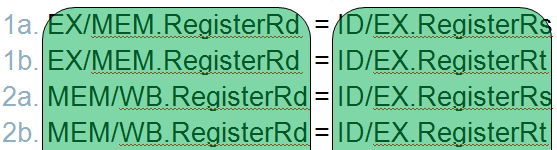 1a. EX/MEM.RegisterRd = ID/EX.RegisterRs
1b. EX/MEM.RegisterRd = ID/EX.RegisterRt
2a. MEM/WB.RegisterRd = ID/EX.RegisterRs
2b. MEM/WB.RegisterRd = ID/EX.RegisterRt